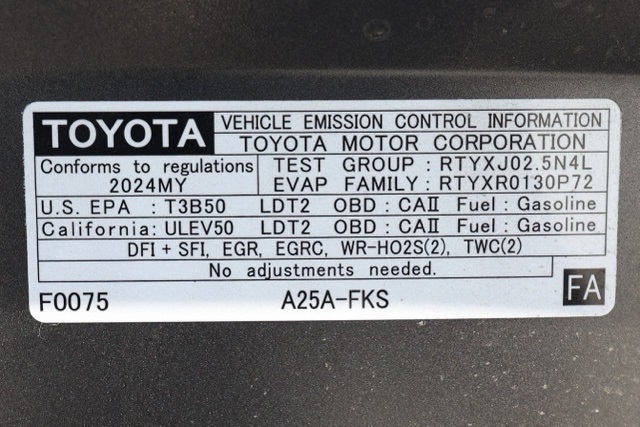 TOYOTA
VEHICLE EMISSION CONTROL INFORMATION
TOYOTA MOTOR CORPORATION
Conforms to regulations
2024MY
TEST GROUP : RTYXJ02.5N4L
EVAP FAMILY: RTYXR0130P72
U.S. EPA : T3B50 LDT2 OBD : CAII Fuel : Gasoline
California: ULEV50 LDT2 OBD : CAII Fuel : Gasoline
DFI + SFI, EGR, EGRC, WR-HO2S(2), TWC(2)
No adjustments needed.
F0075 A25A-FKS FA